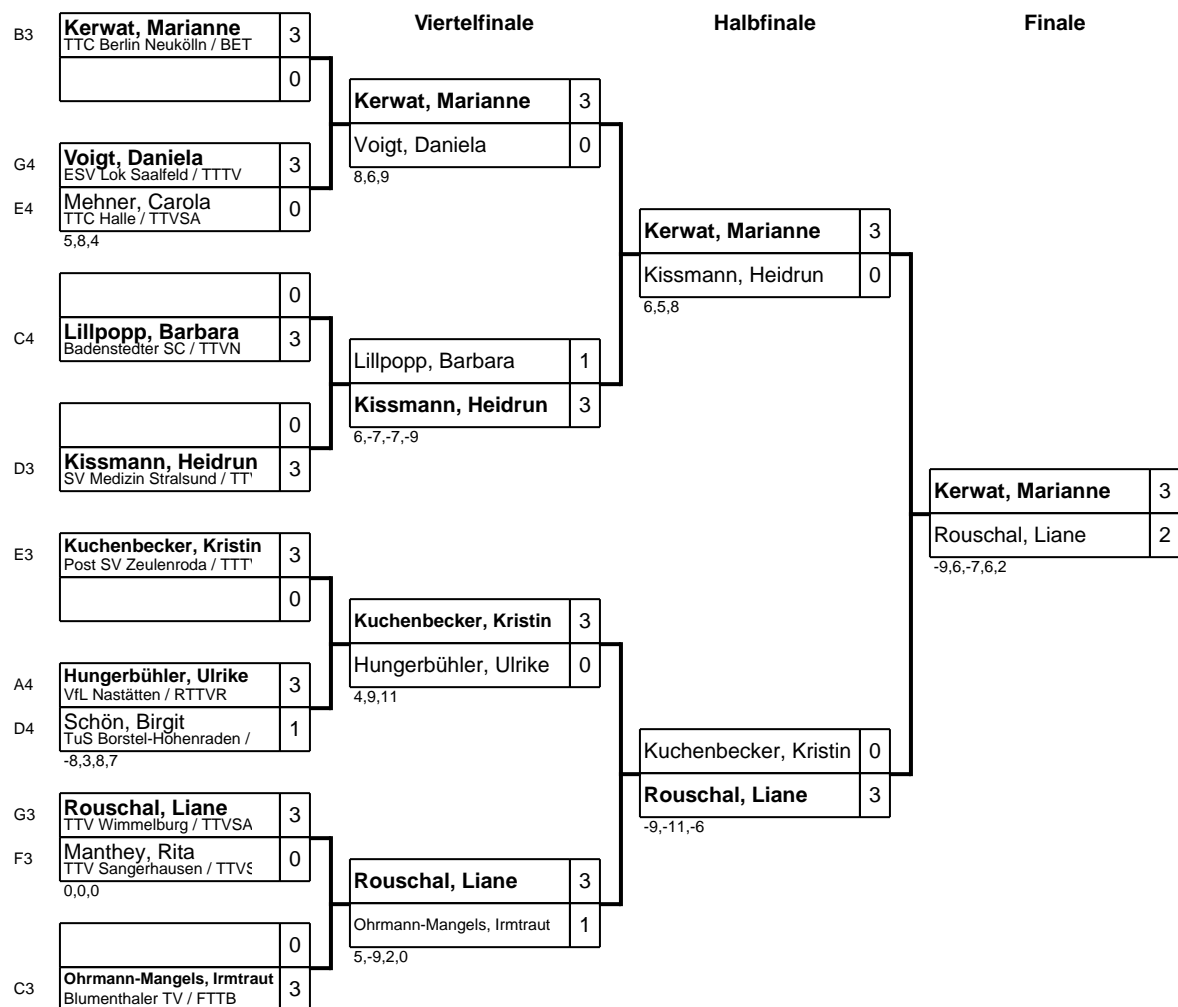 Viertelfinale
Halbfinale
Finale
B3 Kerwat, Marianne 3
TTC Berlin Neukölln / BET
0
G4 Voigt, Daniela 3
ESV Lok Saalfeld / TTTV
E4 Mehner, Carola 0
TTC Halle / TTVSA
5,8,4
0
C4 Lillpopp, Barbara 3
Badenstedter SC / TTVN
0
D3 Kissmann, Heidrun 3
SV Medizin Stralsund / TT
E3 Kuchenbecker, Kristin 3
Post SV Zeulenroda / TTT
0
A4 Hungerbühler, Ulrike 3
VfL Nastätten / RTTVR
D4 Schön, Birgit 1
TuS Borstel-Hohenraden /
-8,3,8,7
G3 Rouschal, Liane 3
TTV Wimmelburg / TTVSA
F3 Manthey, Rita 0
TTV Sangerhausen / TTVS
0,0,0
0
C3 Ohrmann-Mangels, Irmtraut 3
Blumenthaler TV / FTTB
Kerwat, Marianne 3
Voigt, Daniela 0
8,6,9
Lillpopp, Barbara 1
Kissmann, Heidrun 3
6,-7,-7,-9
Kuchenbecker, Kristin 3
Hungerbühler, Ulrike 0
4,9,11
Rouschal, Liane 3
Ohrmann-Mangels, Irmtraut 1
5,-9,2,0
Kerwat, Marianne 3
Kissmann, Heidrun 0
6,5,8
Kuchenbecker, Kristin 0
Rouschal, Liane 3
-9,-11,-6
Kerwat, Marianne 3
Rouschal, Liane 2
-9,6,-7,6,2